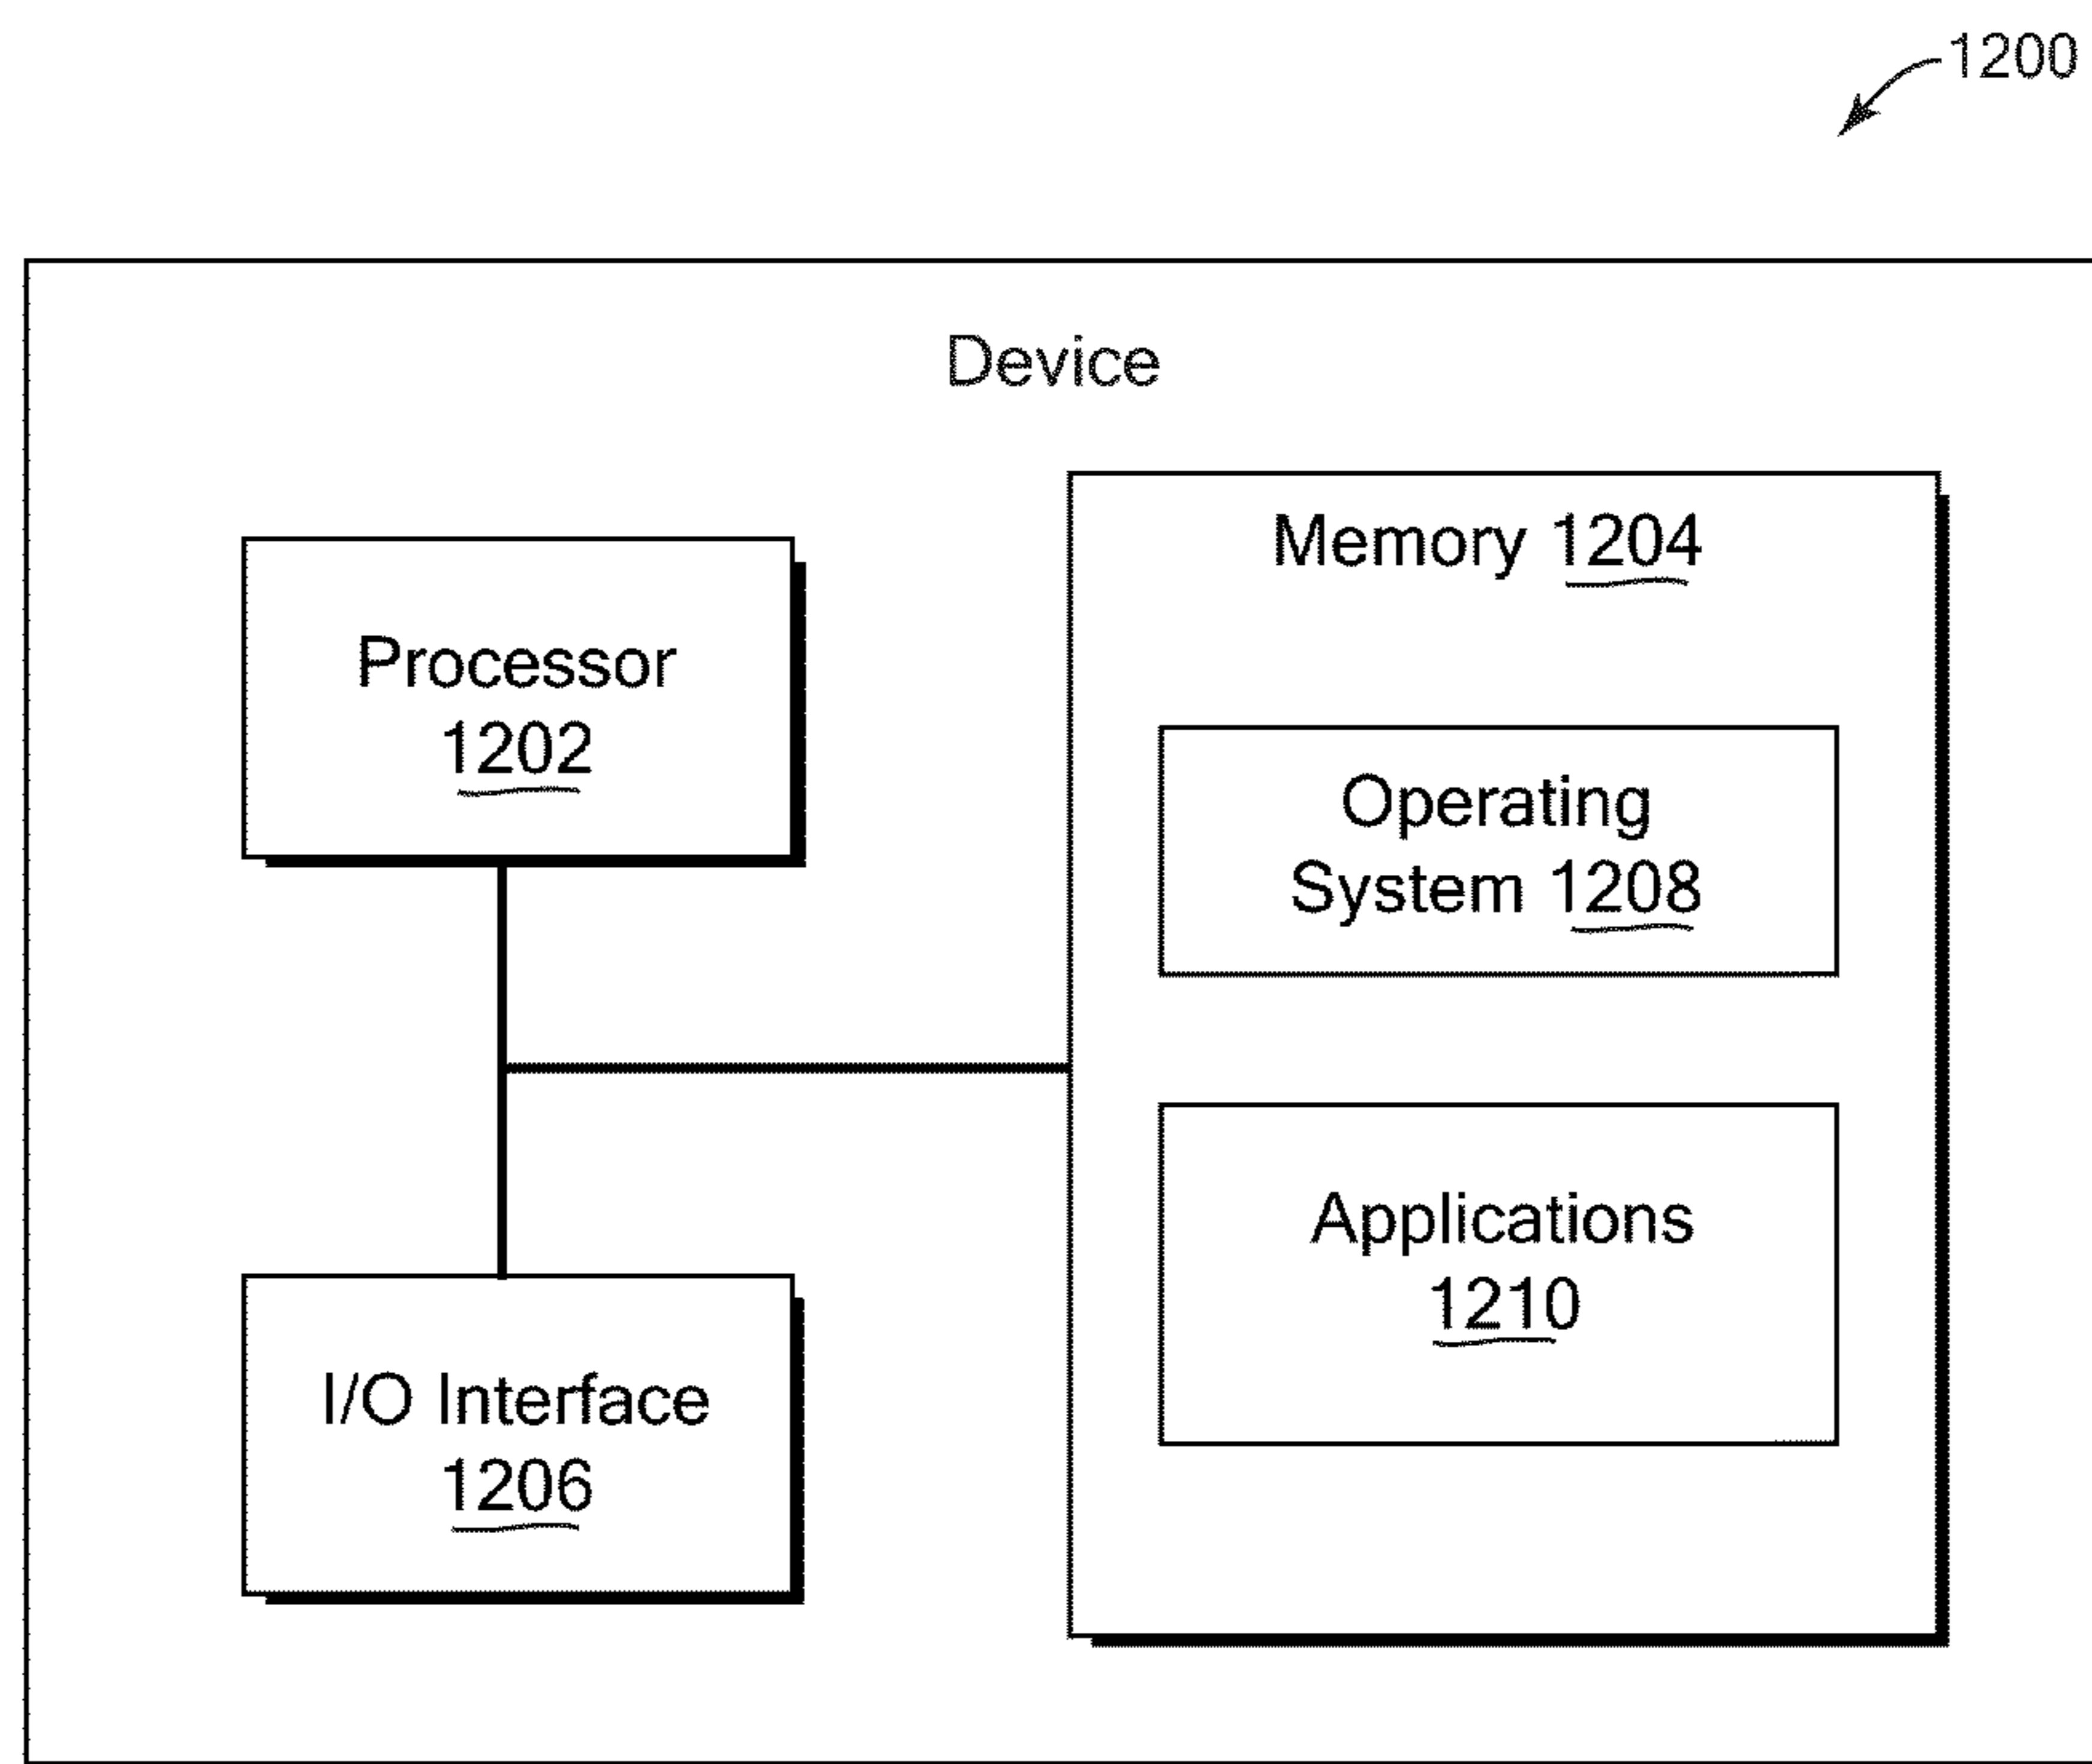 1200
Device
Processor
1202
Memory 1204
Operating
System 1208
Applications
1210
I/O Interface
1206